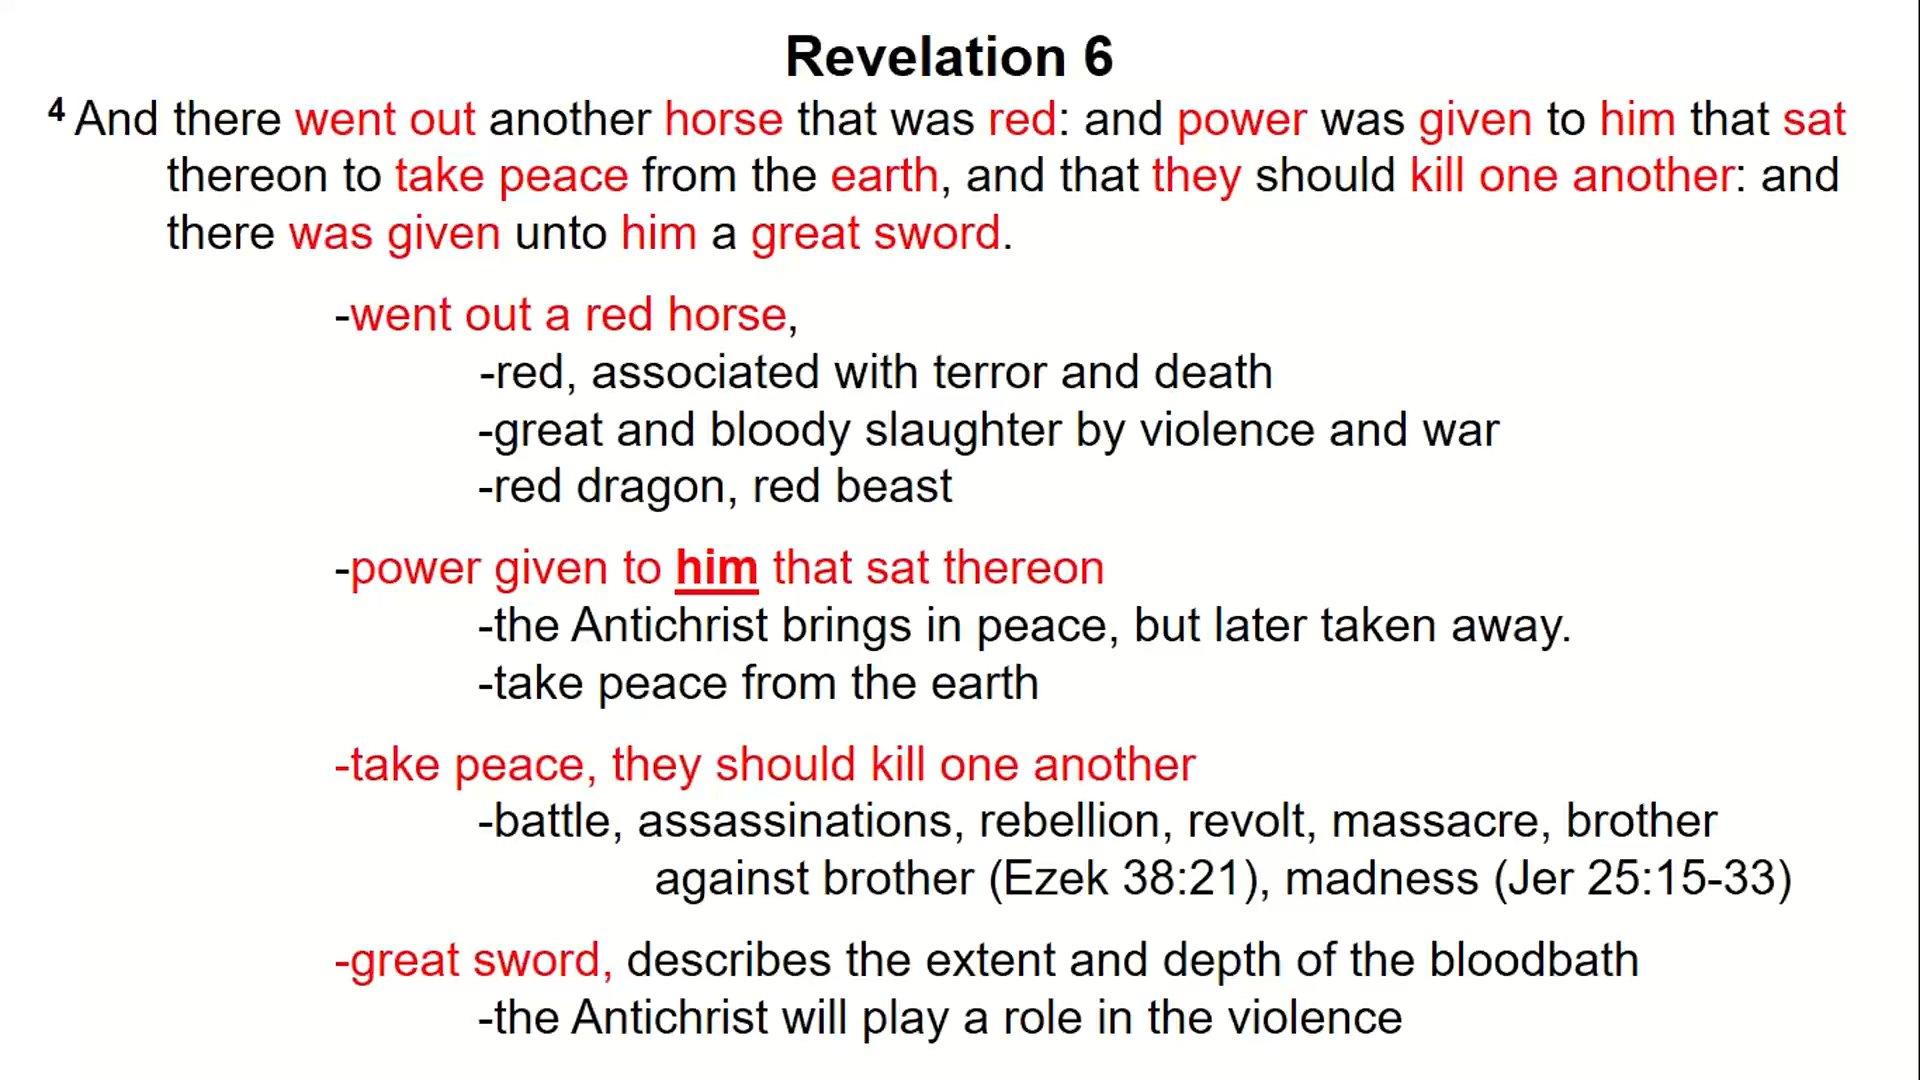 Revelation 6
4 And there went out another horse that was red: and power was given to him that sat
thereon to take peace from the earth, and that they should kill one another: and
there was given unto him a great sword.
-went out a red horse,
-red, associated with terror and death
-great and bloody slaughter by violence and war
-red dragon, red beast
-power given to him that sat thereon
-the Antichrist brings in peace, but later taken away.
-take peace from the earth
-take peace, they should kill one another
-battle, assassinations, rebellion, revolt, massacre, brother
against brother (Ezek 38:21), madness (Jer 25:15-33)
-great sword, describes the extent and depth of the bloodbath
-the Antichrist will play a role in the violence